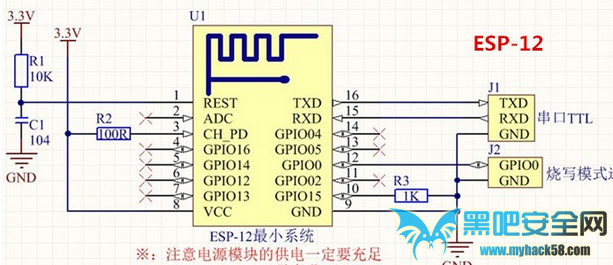 3.3V
3.3V
U1
ESP-12
R1
10K
C1
104
GND
R2
100R
1 REST TXD 16
2 ADC RXD 15
3 CH_PD GPIO04 14
4 GPIO16 GPIO05 13
5 GPIO14 GPIO0 12
6 GPIO12 GPIO02 11
7 GPIO13 GPIO15 10
8 VCC GND 9
J1
TXD
RXD
GND
串口TTL
J2
GPIO0
GND
烧写模式
R3
1K
GND
ESP-12最小系统
※：注意电源模块的供电一定要充足
黑吧安全网
www.myhack58.com